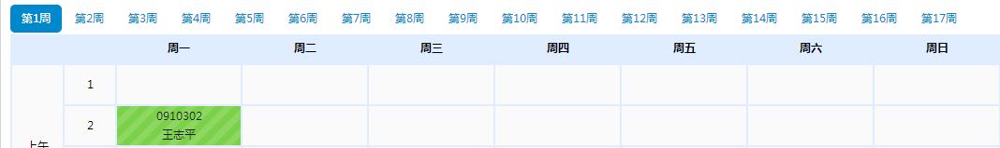 第1周 第2周 第3周 第4周 第5周 第6周 第7周 第8周 第9周 第10周 第11周 第12周 第13周 第14周 第15周 第16周 第17周
周一 周二 周三 周四 周五 周六 周日
1
2 0910302
王志平
上午